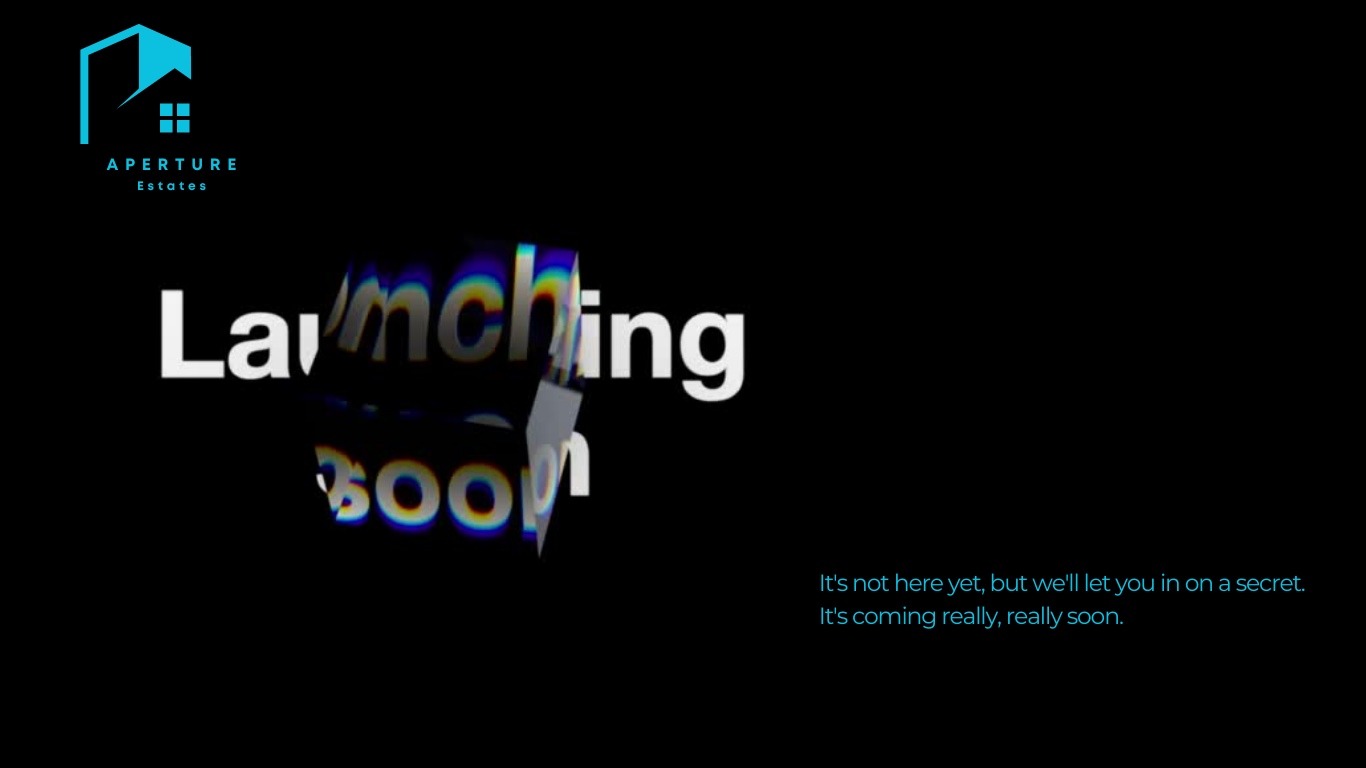 APERTURE
Estates
Launching
soon
It's not here yet, but we'll let you in on a secret.
It's coming really, really soon.